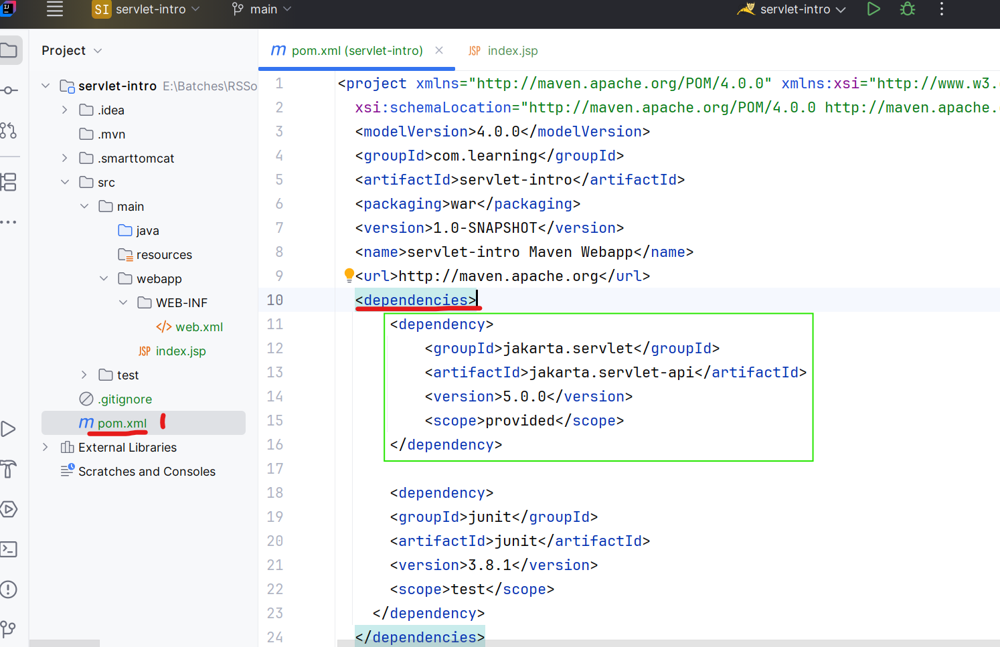 SI servlet-intro main servlet-intro
Project
pom.xml (servlet-intro)
JSP index.jsp
servlet-intro E:\Batches\RSSo
.idea
.mvn
.smarttomcat
src
main
java
resources
webapp
WEB-INF
</> web.xml
JSP index.jsp
test
.gitignore
m pom.xml
External Libraries
Scratches and Consoles
1 <project xmlns="http://maven.apache.org/POM/4.0.0" xmlns:xsi="http://www.w3.
2 xsi:schemaLocation="http://maven.apache.org/POM/4.0.0 http://maven.apache.
3 <modelVersion>4.0.0</modelVersion>
4 <groupId>com.learning</groupId>
5 <artifactId>servlet-intro</artifactId>
6 <packaging>war</packaging>
7 <version>1.0-SNAPSHOT</version>
8 <name>servlet-intro Maven Webapp</name>
9 <url>http://maven.apache.org</url>
10 <dependencies>
11 <dependency>
12 <groupId>jakarta.servlet</groupId>
13 <artifactId>jakarta.servlet-api</artifactId>
14 <version>5.0.0</version>
15 <scope>provided</scope>
16 </dependency>
17
18 <dependency>
19 <groupId>junit</groupId>
20 <artifactId>junit</artifactId>
21 <version>3.8.1</version>
22 <scope>test</scope>
23 </dependency>
24 </dependencies>